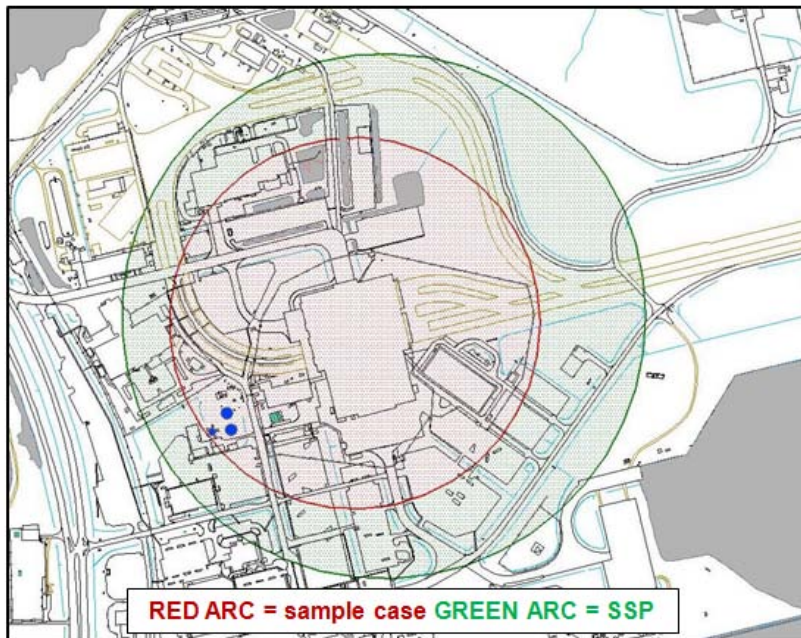 RED ARC = sample case GREEN ARC = SSP